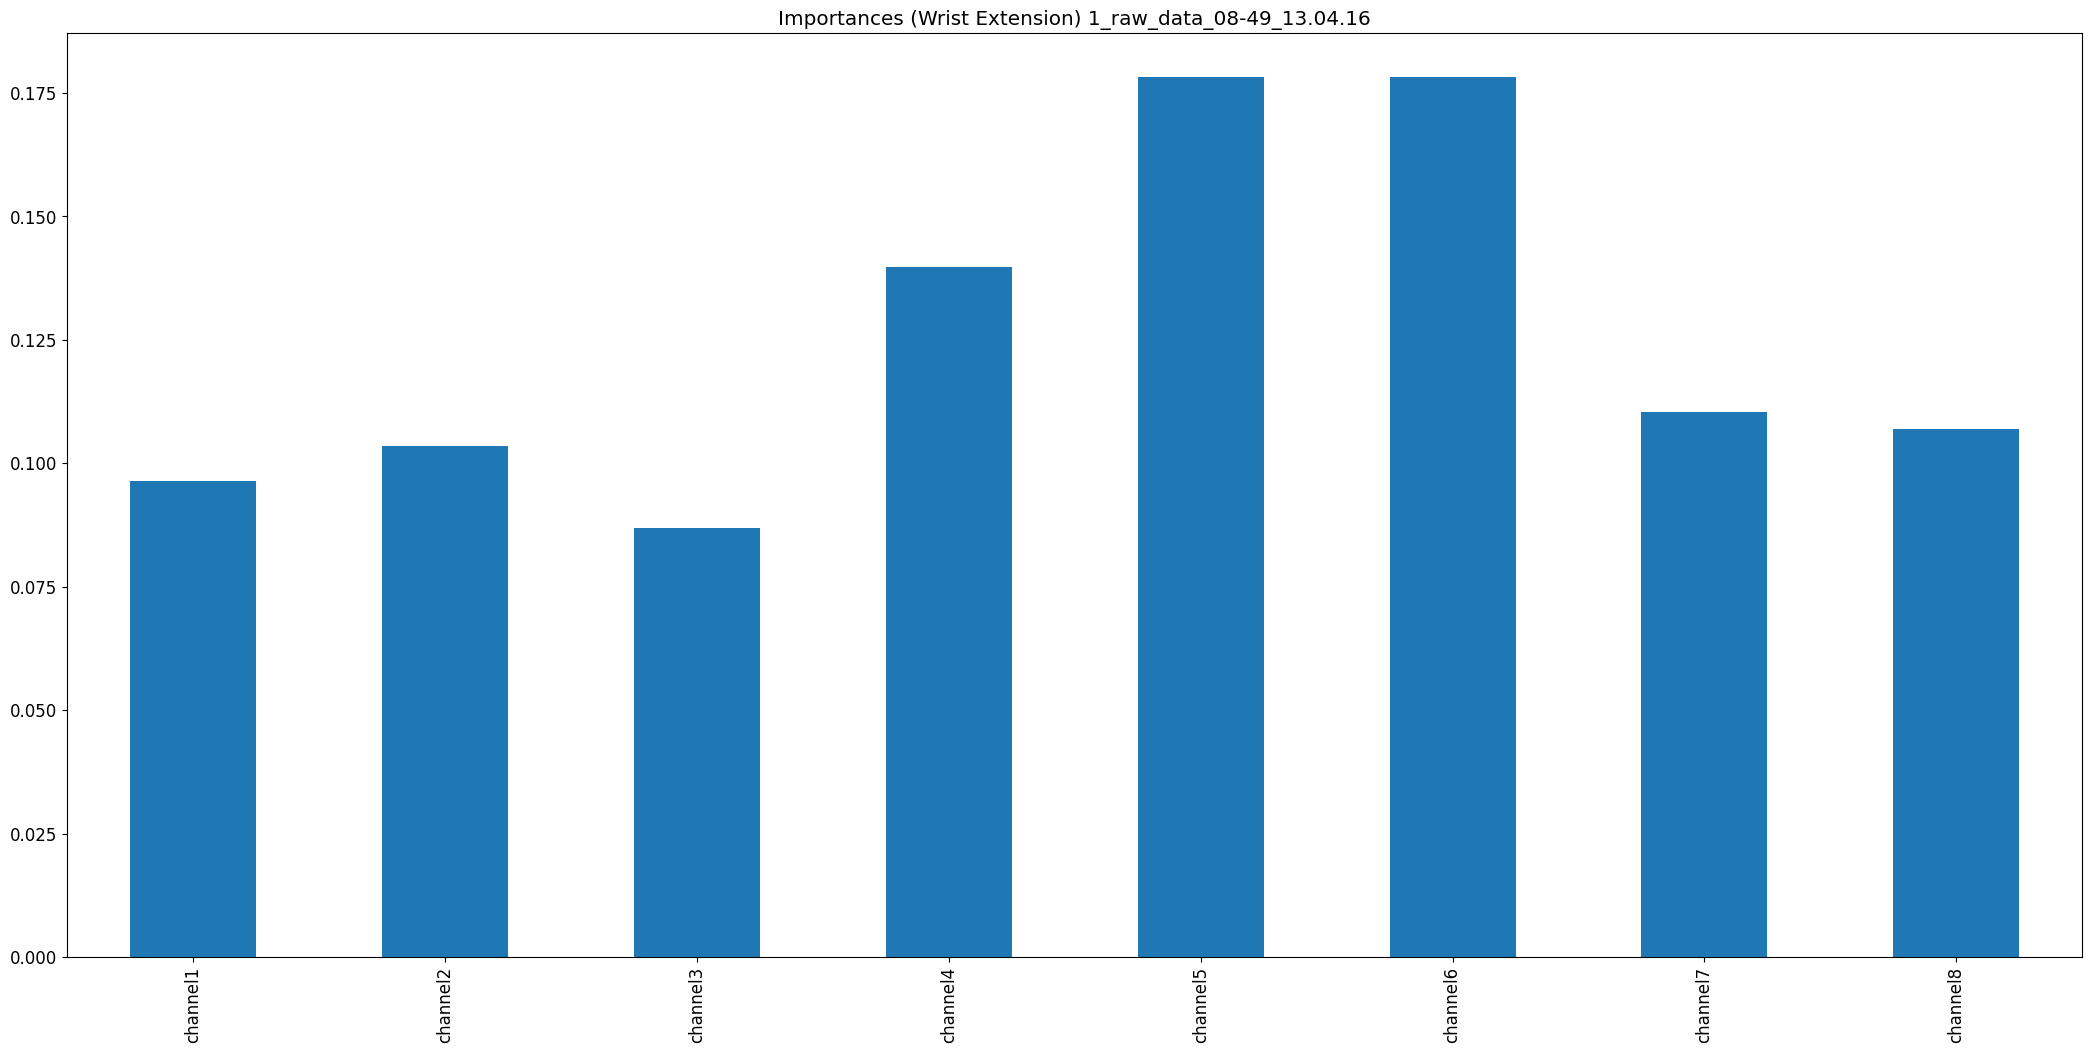 Importances (Wrist Extension) 1_raw_data_08-49_13.04.16
0.175
0.150
0.125
0.100
0.075
0.050
0.025
0.000
channel1
channel2
channel3
channel4
channel5
channel6
channel7
channel8